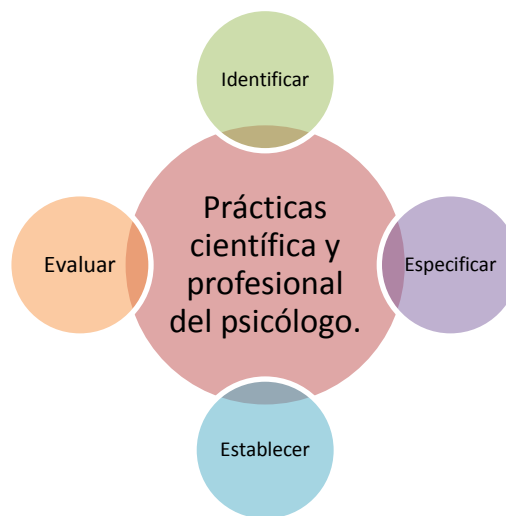 Identificar
Prácticas
científica y
profesional
del psicólogo.
Evaluar
Especificar
Establecer